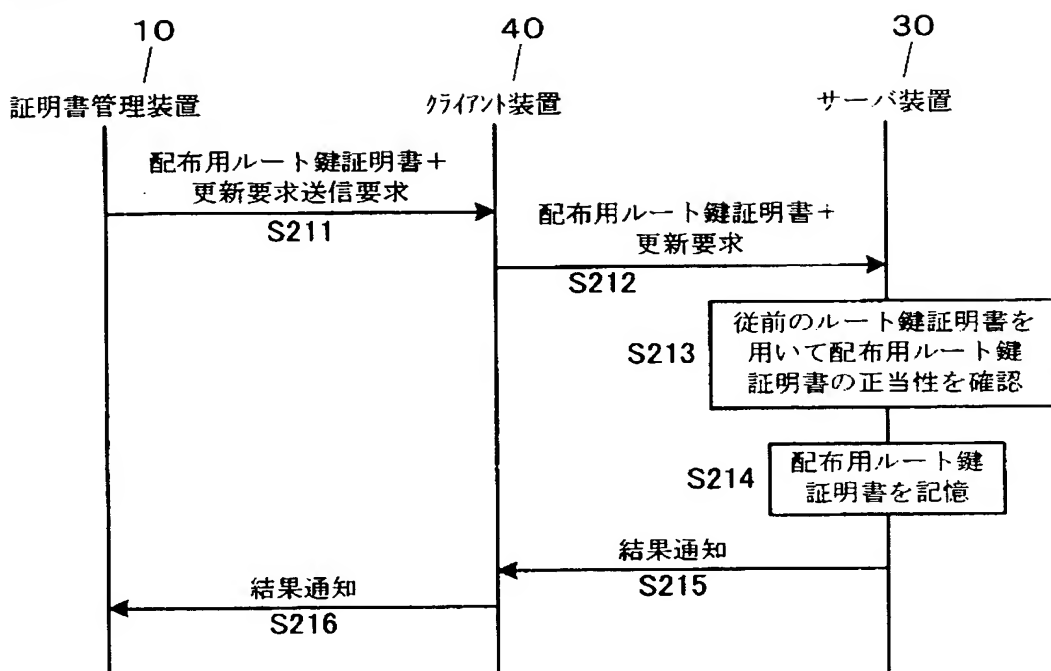 10
40
30
証明書管理装置
クライアント装置
サーバ装置
配布用ルート鍵証明書＋
更新要求送信要求
S211
配布用ルート鍵証明書＋
更新要求
S212
S213
従前のルート鍵証明書を
用いて配布用ルート鍵
証明書の正当性を確認
S214
配布用ルート鍵
証明書を記憶
結果通知
S215
結果通知
S216